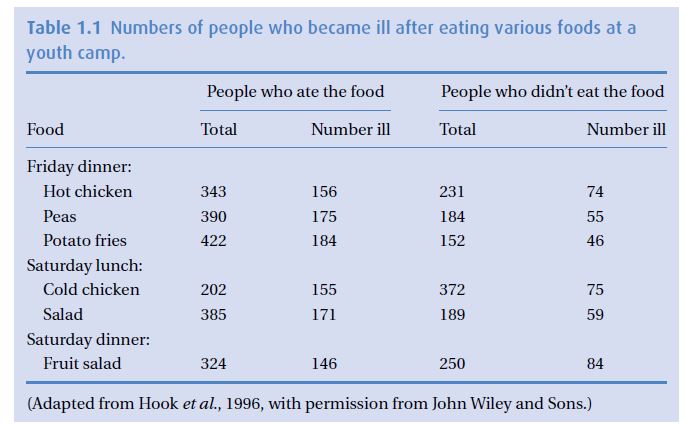 Table 1.1 Numbers of people who became ill after eating various foods at a
youth camp.
People who ate the food People who didn't eat the food
Food Total Number ill Total Number ill
Friday dinner:
Hot chicken 343 156 231 74
Peas 390 175 184 55
Potato fries 422 184 152 46
Saturday lunch:
Cold chicken 202 155 372 75
Salad 385 171 189 59
Saturday dinner:
Fruit salad 324 146 250 84
(Adapted from Hook et al., 1996, with permission from John Wiley and Sons.)